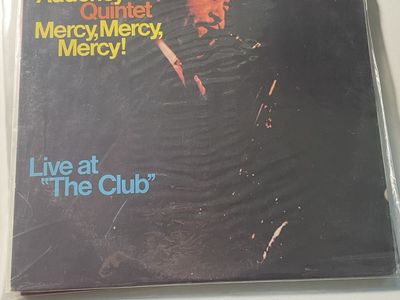 Quintet
Mercy, Mercy,
Mercy!
Live at
"The Club"